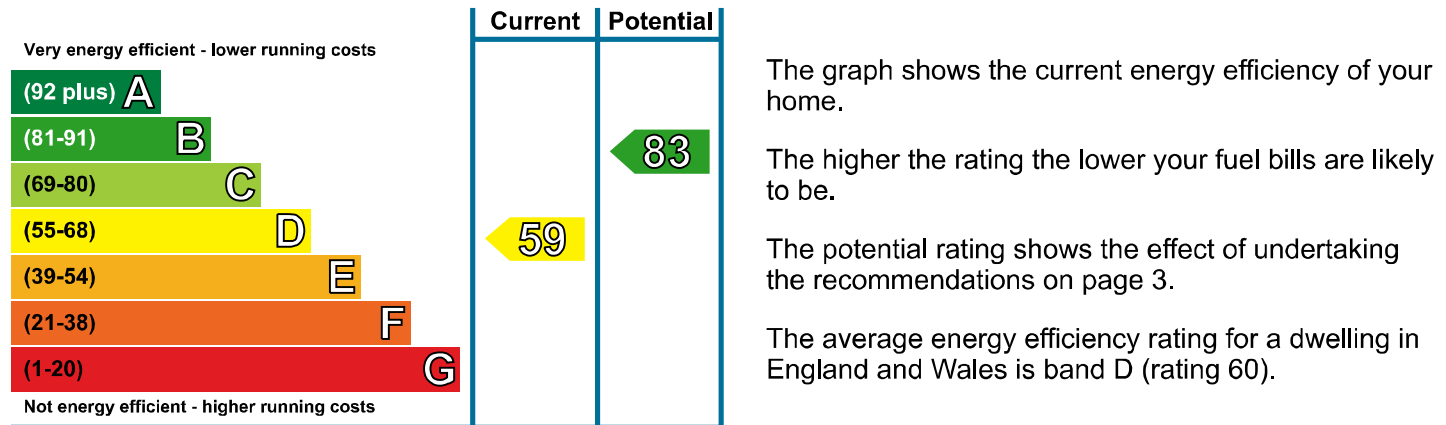 Current Potential
Very energy efficient - lower running costs
(92 plus) A
(81-91) B
83
(69-80) C
(55-68) D
59
(39-54) E
(21-38) F
(1-20) G
Not energy efficient - higher running costs
The graph shows the current energy efficiency of your
home.
The higher the rating the lower your fuel bills are likely
to be.
The potential rating shows the effect of undertaking
the recommendations on page 3.
The average energy efficiency rating for a dwelling in
England and Wales is band D (rating 60).